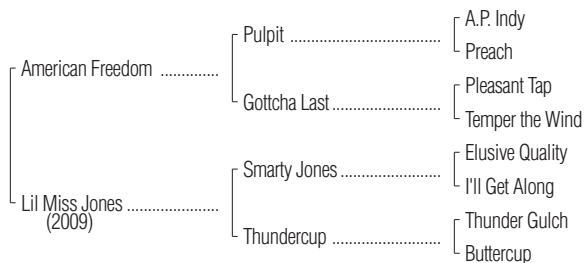 A.P. Indy
Pulpit ..........................................
Preach
American Freedom ..............
Pleasant Tap
Gottcha Last ..............................
Temper the Wind
Elusive Quality
Smarty Jones ............................
I'll Get Along
Lil Miss Jones ......................
(2009)
Thunder Gulch
Thundercup ..............................
Buttercup